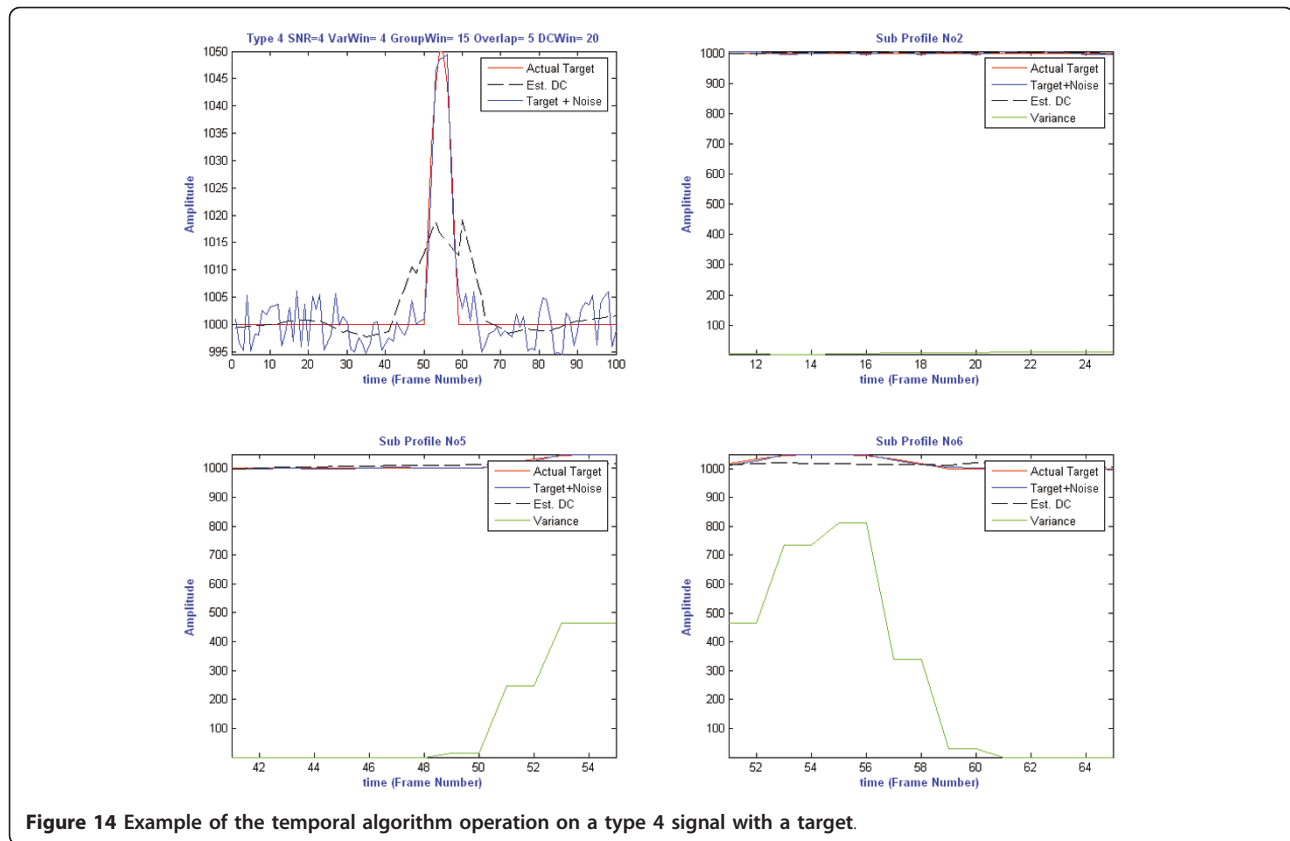 Type 4 SNR=4 VarWin= 4 GroupWin= 15 Overlap= 5 DCWin= 20
1050
1045
1040
1035
1030
1025
1020
1015
1010
1005
1000
995
Amplitude
Actual Target
Est. DC
Target + Noise
0 10 20 30 40 50 60 70 80 90 100
time (Frame Number)
Sub Profile No2
1000
900
800
700
600
500
400
300
200
100
Amplitude
Actual Target
Target+Noise
Est. DC
Variance
12 14 16 18 20 22 24
time (Frame Number)
Sub Profile No5
1000
900
800
700
600
500
400
300
200
100
Amplitude
Actual Target
Target+Noise
Est. DC
Variance
42 44 46 48 50 52 54
time (Frame Number)
Sub Profile No6
1000
900
800
700
600
500
400
300
200
100
Amplitude
Actual Target
Target+Noise
Est. DC
Variance
52 54 56 58 60 62 64
time (Frame Number)
Figure 14 Example of the temporal algorithm operation on a type 4 signal with a target.